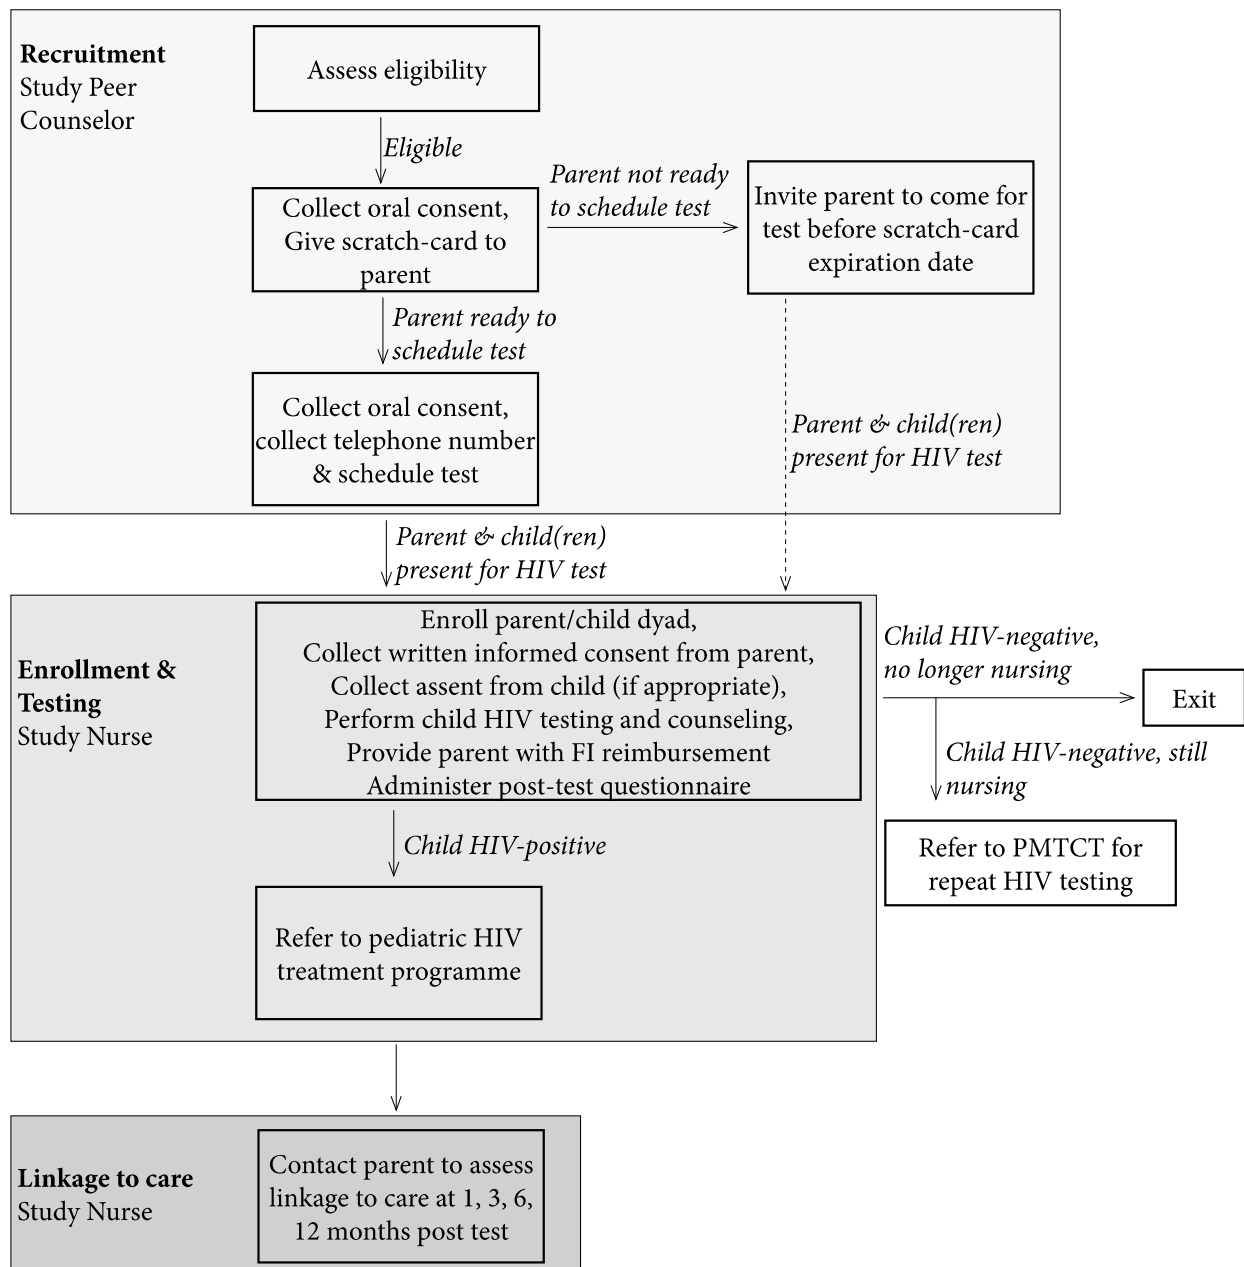 Recruitment
Study Peer
Counselor
Assess eligibility
Eligible
Collect oral consent,
Give scratch-card to
parent
Parent not ready
to schedule test
Invite parent to come for
test before scratch-card
expiration date
Parent ready to
schedule test
Collect oral consent,
collect telephone number
& schedule test
Parent & child(ren)
present for HIV test
Parent & child(ren)
present for HIV test
Enrollment &
Testing
Study Nurse
Enroll parent/child dyad,
Collect written informed consent from parent,
Collect assent from child (if appropriate),
Perform child HIV testing and counseling,
Provide parent with FI reimbursement
Administer post-test questionnaire
Child HIV-negative,
no longer nursing
Exit
Child HIV-negative, still
nursing
Refer to PMTCT for
repeat HIV testing
Child HIV-positive
Refer to pediatric HIV
treatment programme
Linkage to care
Study Nurse
Contact parent to assess
linkage to care at 1, 3, 6,
12 months post test